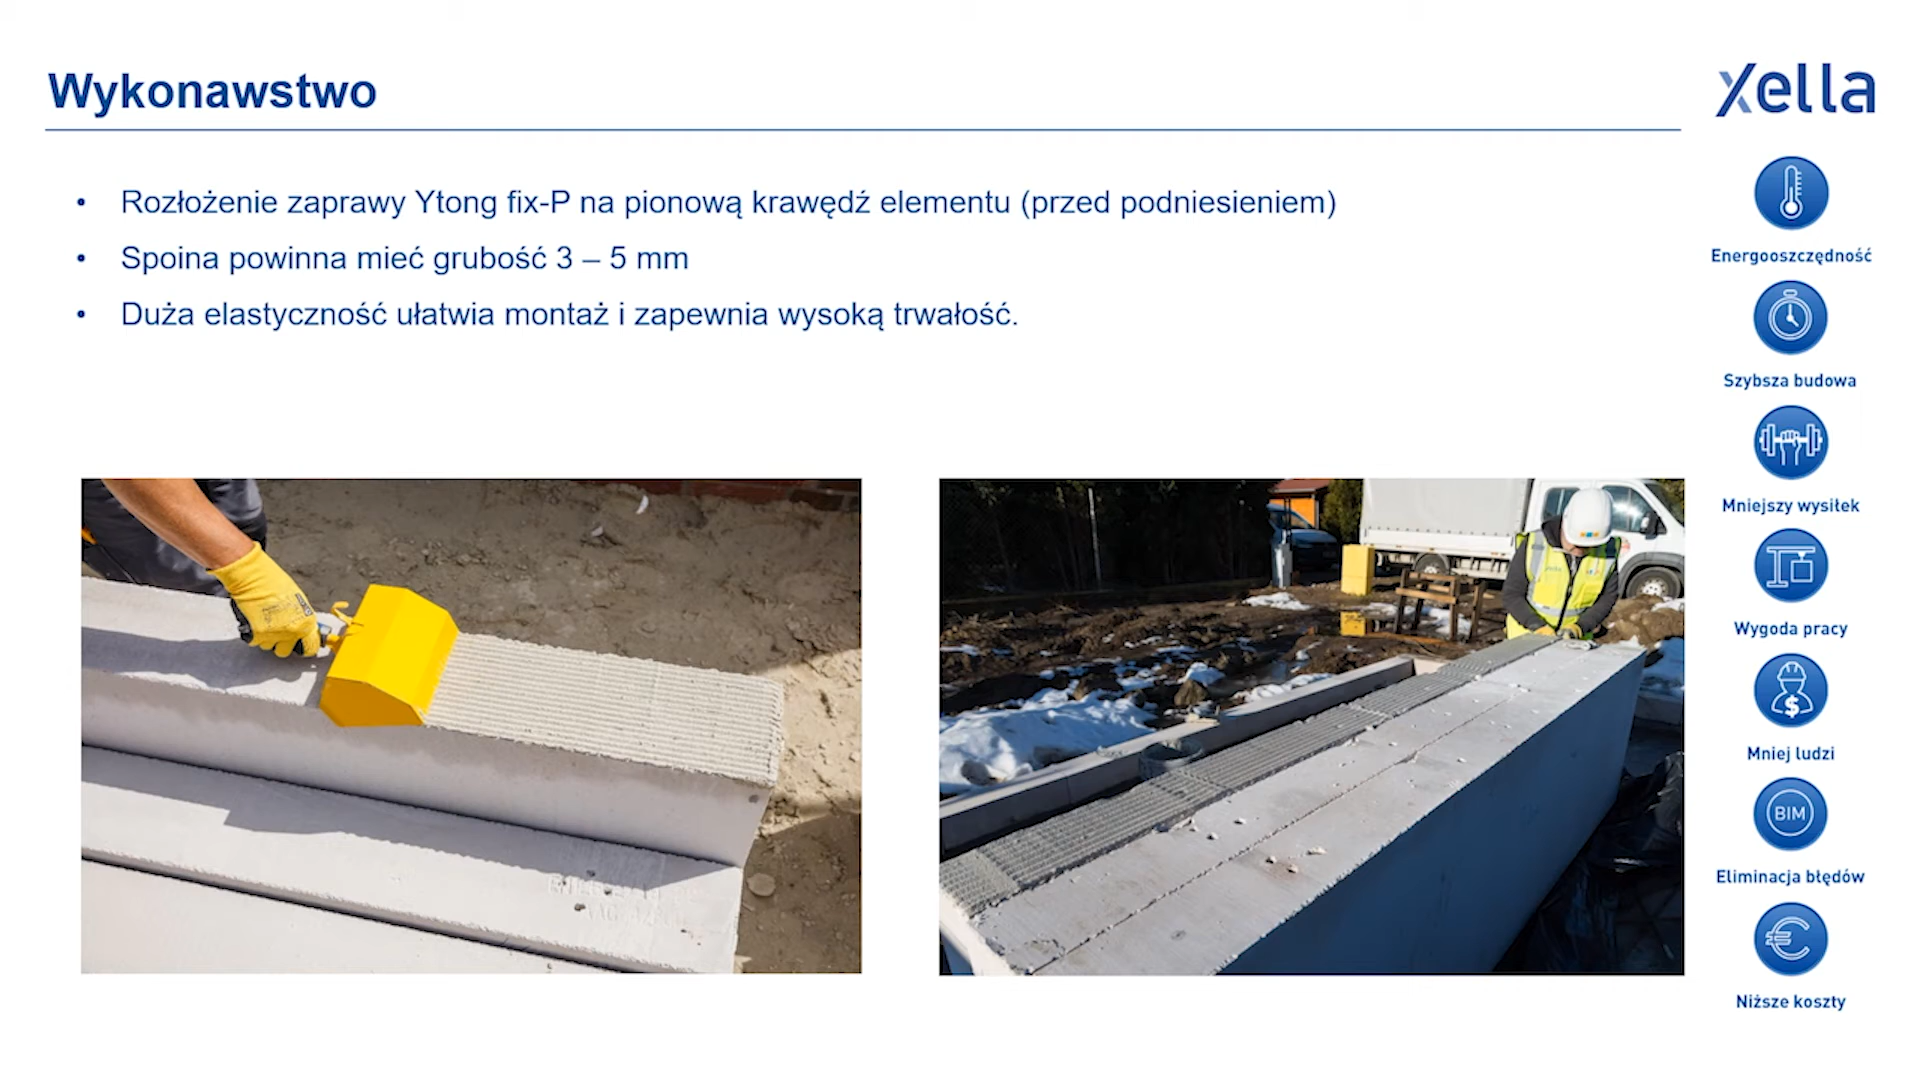 Wykonawstwo
Xella
• Rozłożenie zaprawy Ytong fix-P na pionową krawędź elementu (przed podniesieniem)
• Spoina powinna mieć grubość 3 – 5 mm
• Duża elastyczność ułatwia montaż i zapewnia wysoką trwałość.
Energooszczędność
Szybsza budowa
Mniejszy wysiłek
Wygoda pracy
$
Mniej ludzi
BIM
Eliminacja błędów
€
Niższe koszty